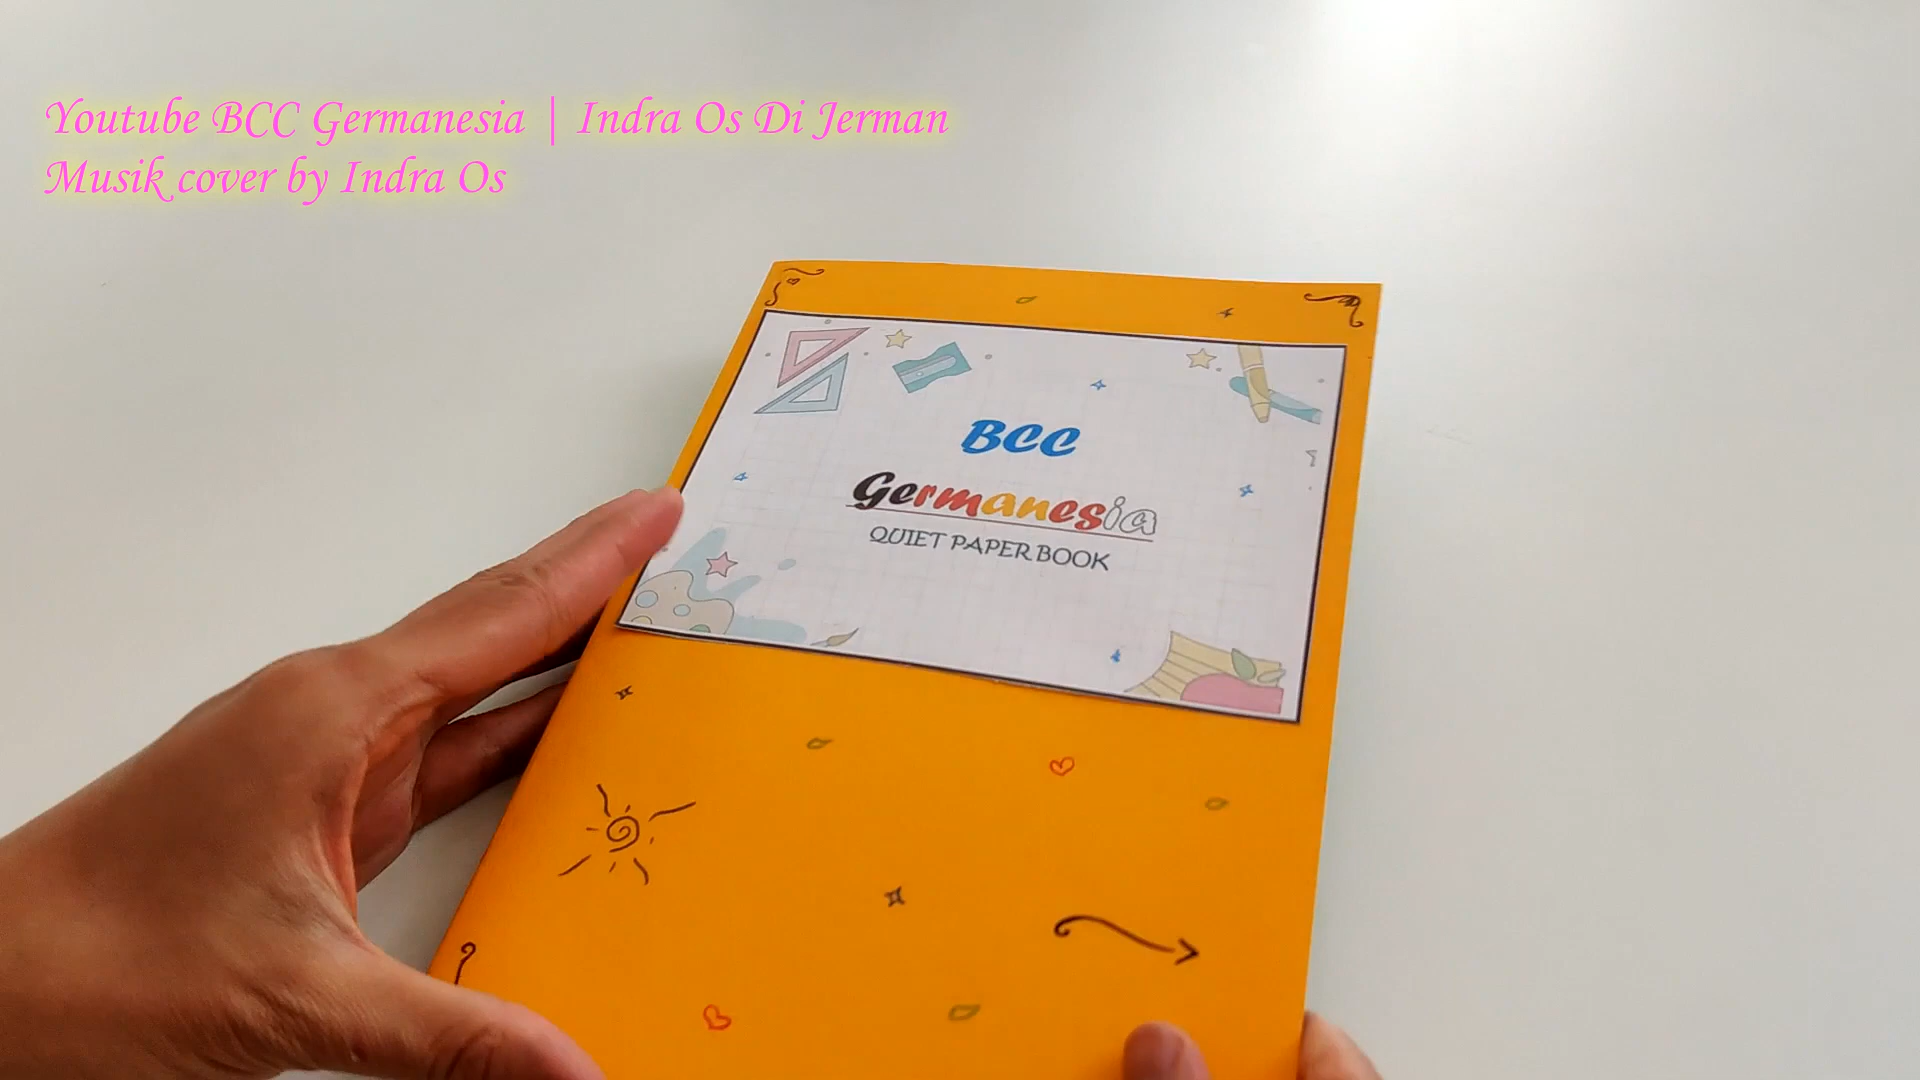 Youtube BCC Germanesia | Indra Os Di Jerman
Musik cover by Indra Os
BCC
Germanesia
QUIET PAPER BOOK